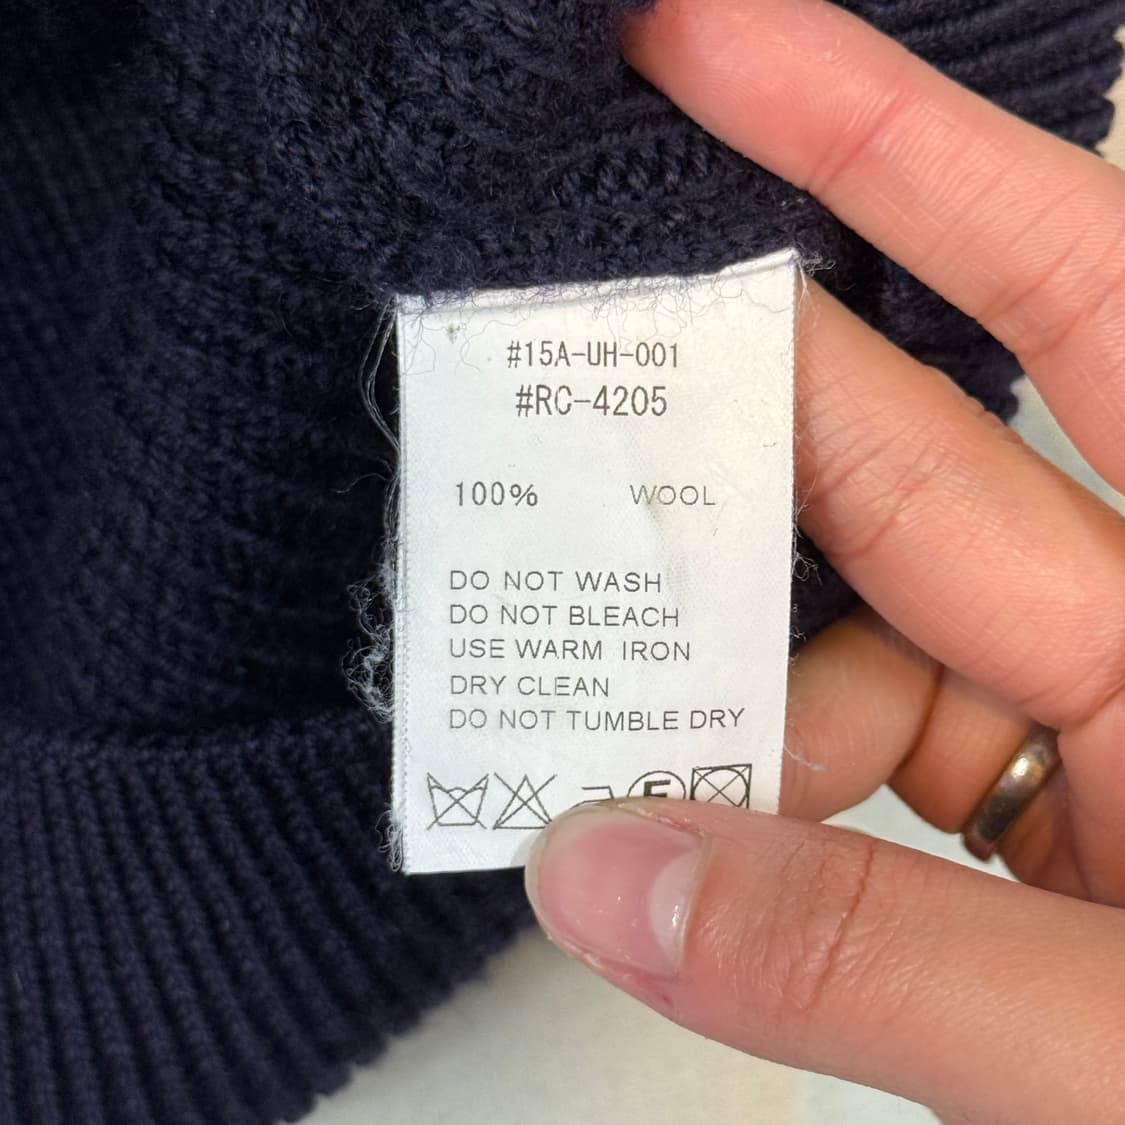 #15A-UH-001
#RC-4205
100% WOOL
DO NOT WASH
DO NOT BLEACH
USE WARM IRON
DRY CLEAN
DO NOT TUMBLE DRY
F